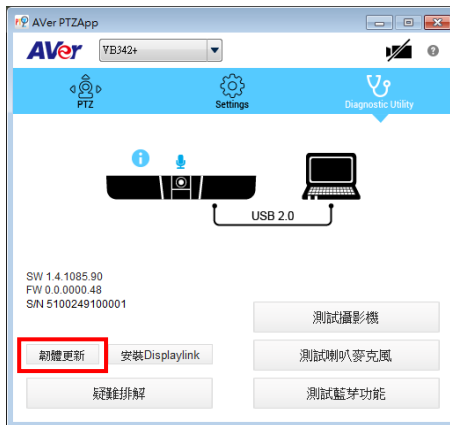 AVer PTZApp
AVer
VB342+
PTZ
Settings
Diagnostic Utility
USB 2.0
SW 1.4.1085.90
FW 0.0.0000.48
S/N 5100249100001
測試攝影機
韌體更新
安裝Displaylink
測試喇叭麥克風
疑難排解
測試藍芽功能